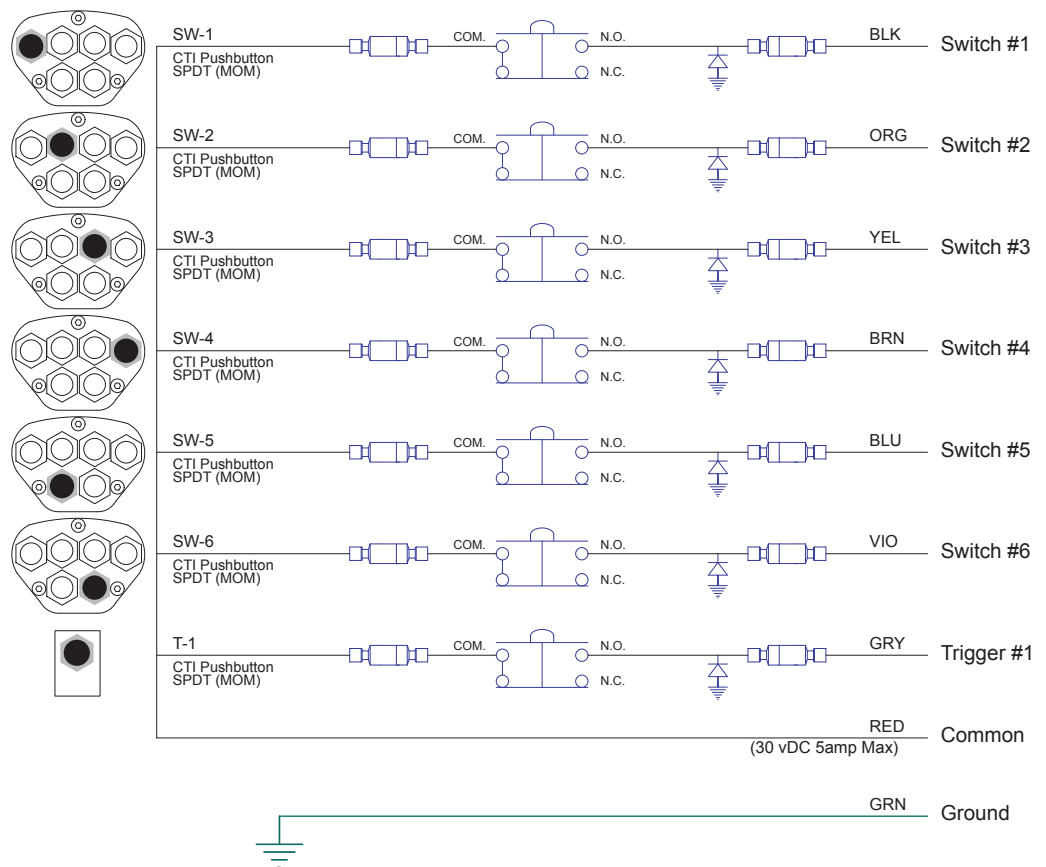 SW-1 COM. N.O. BLK Switch #1
CTI Pushbutton
SPDT (MOM) N.C.
SW-2 COM. N.O. ORG Switch #2
CTI Pushbutton
SPDT (MOM) N.C.
SW-3 COM. N.O. YEL Switch #3
CTI Pushbutton
SPDT (MOM) N.C.
SW-4 COM. N.O. BRN Switch #4
CTI Pushbutton
SPDT (MOM) N.C.
SW-5 COM. N.O. BLU Switch #5
CTI Pushbutton
SPDT (MOM) N.C.
SW-6 COM. N.O. VIO Switch #6
CTI Pushbutton
SPDT (MOM) N.C.
T-1 COM. N.O. GRY Trigger #1
CTI Pushbutton
SPDT (MOM) N.C.
RED Common
(30 vDC 5amp Max)
GRN Ground